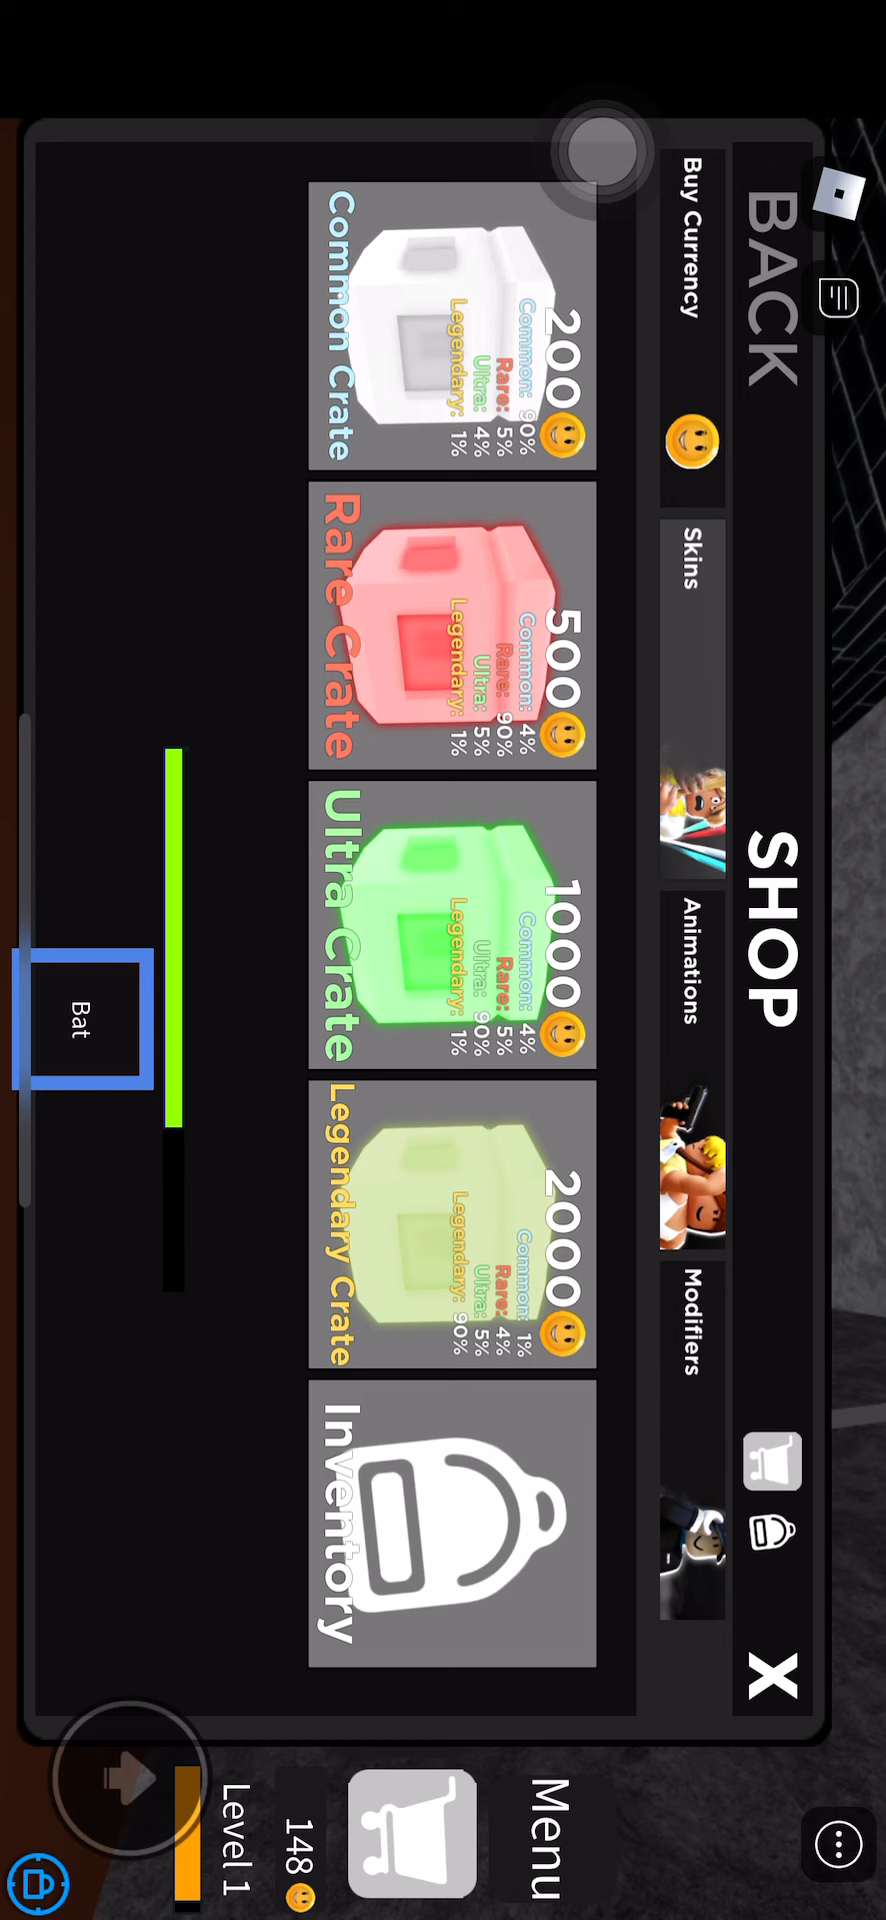 BACK
SHOP
X
Buy Currency
Skins
Animations
Modifiers
200
Common: 90%
Rare: 5%
Ultra: 4%
Legendary: 1%
Common Crate
500
Common: 4%
Rare: 90%
Ultra: 5%
Legendary: 1%
Rare Crate
1000
Common: 4%
Rare: 5%
Ultra: 90%
Legendary: 1%
Ultra Crate
2000
Common: 1%
Rare: 4%
Ultra: 5%
Legendary: 90%
Legendary Crate
Inventory
Menu
148
Level 1
Bat